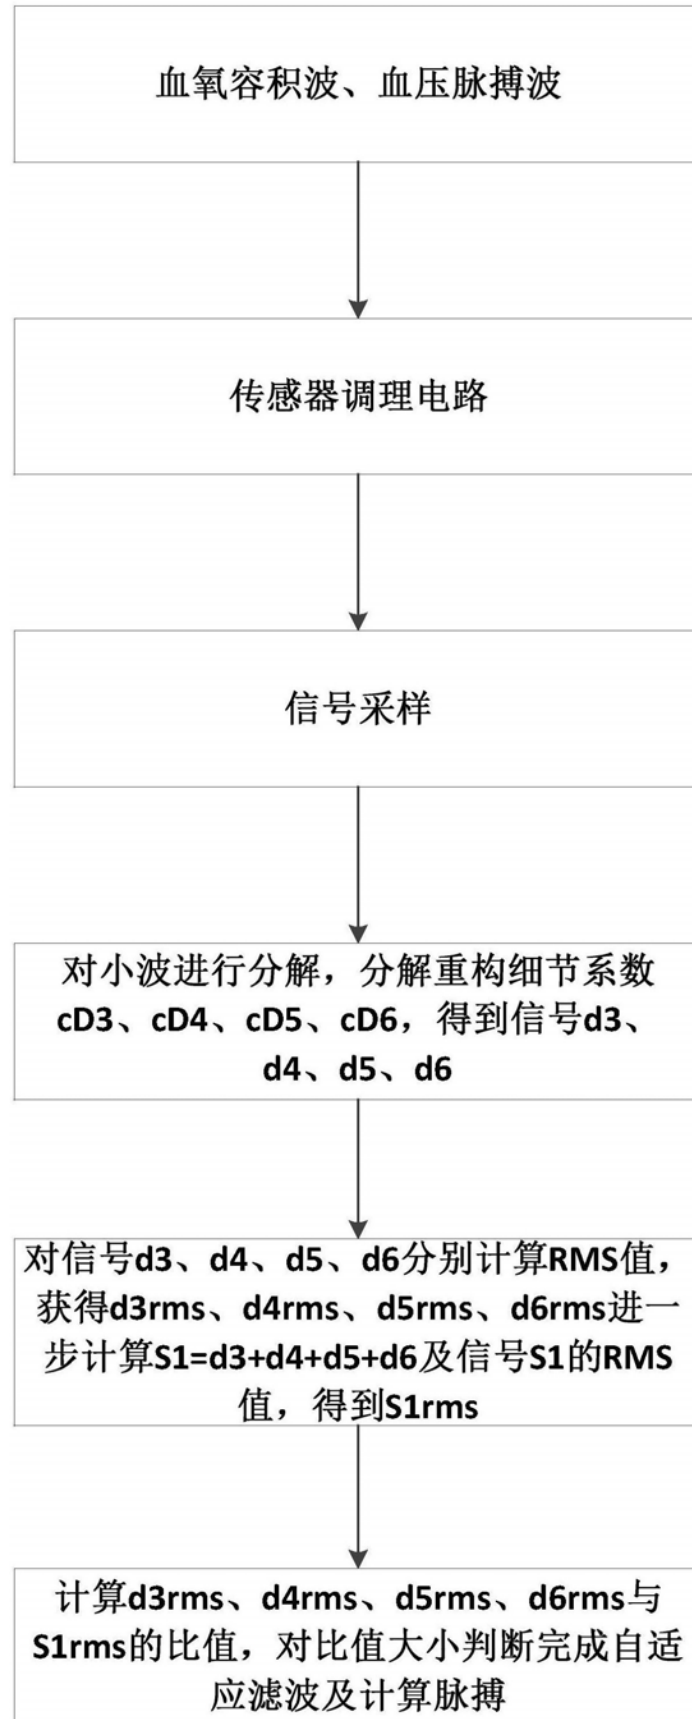 血氧容积波、血压脉搏波
传感器调理电路
信号采样
对小波进行分解，分解重构细节系数
cD3、cD4、cD5、cD6，得到信号d3、
d4、d5、d6
对信号d3、d4、d5、d6分别计算RMS值，
获得d3rms、d4rms、d5rms、d6rms进一
步计算S1=d3+d4+d5+d6及信号S1的RMS
值，得到S1rms
计算d3rms、d4rms、d5rms、d6rms与
S1rms的比值，对比值大小判断完成自适
应滤波及计算脉搏